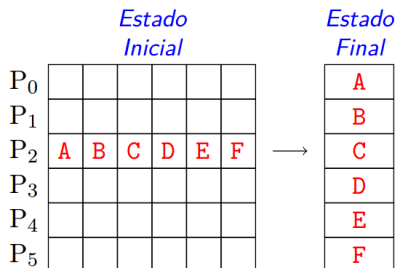 Estado Estado
Inicial Final
P0 A
P1 B
P2 A B C D E F → C
P3 D
P4 E
P5 F